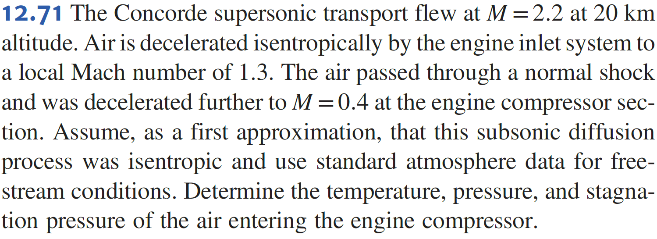 12.71 The Concorde supersonic transport flew at M = 2.2 at 20 km
altitude. Air is decelerated isentropically by the engine inlet system to
a local Mach number of 1.3. The air passed through a normal shock
and was decelerated further to M = 0.4 at the engine compressor sec-
tion. Assume, as a first approximation, that this subsonic diffusion
process was isentropic and use standard atmosphere data for free-
stream conditions. Determine the temperature, pressure, and stagna-
tion pressure of the air entering the engine compressor.